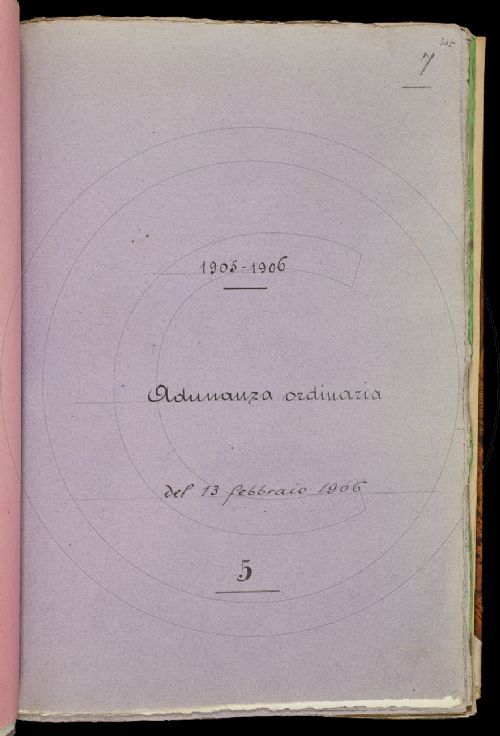 305
7
1905-1906
Adunanza ordinaria
del 13 febbraio 1906
5